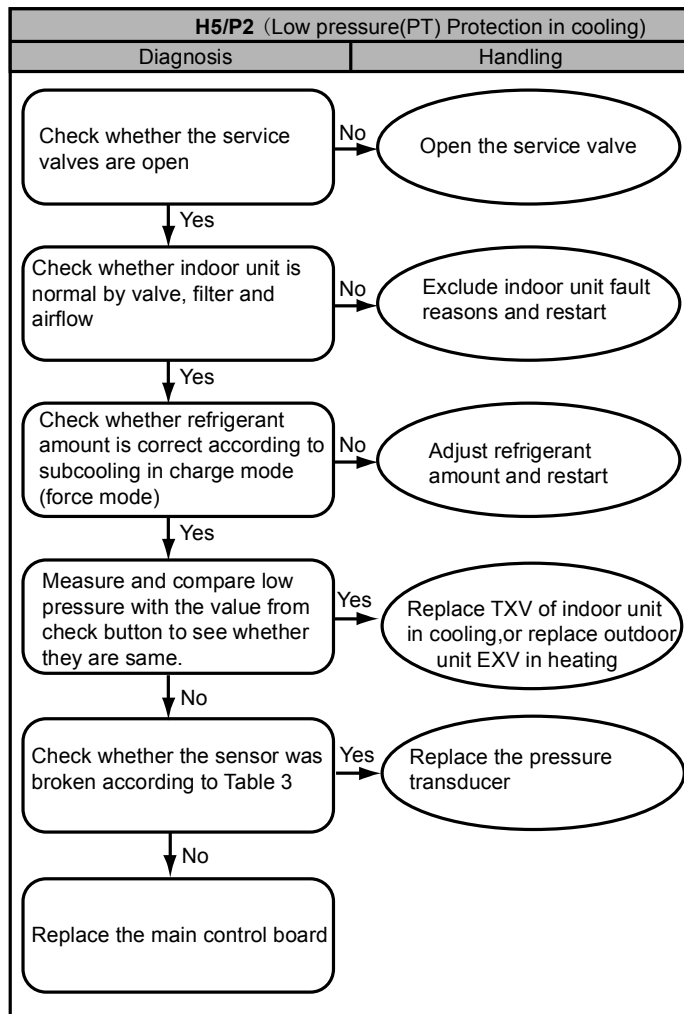 H5/P2（Low pressure(PT) Protection in cooling)
Diagnosis
Handling
Check whether the service
valves are open
No
Open the service valve
Yes
Check whether indoor unit is
normal by valve, filter and
airflow
No
Exclude indoor unit fault
reasons and restart
Yes
Check whether refrigerant
amount is correct according to
subcooling in charge mode
(force mode)
No
Adjust refrigerant
amount and restart
Yes
Measure and compare low
pressure with the value from
check button to see whether
they are same.
Yes
Replace TXV of indoor unit
in cooling,or replace outdoor
unit EXV in heating
No
Check whether the sensor was
broken according to Table 3
Yes
Replace the pressure
transducer
No
Replace the main control board